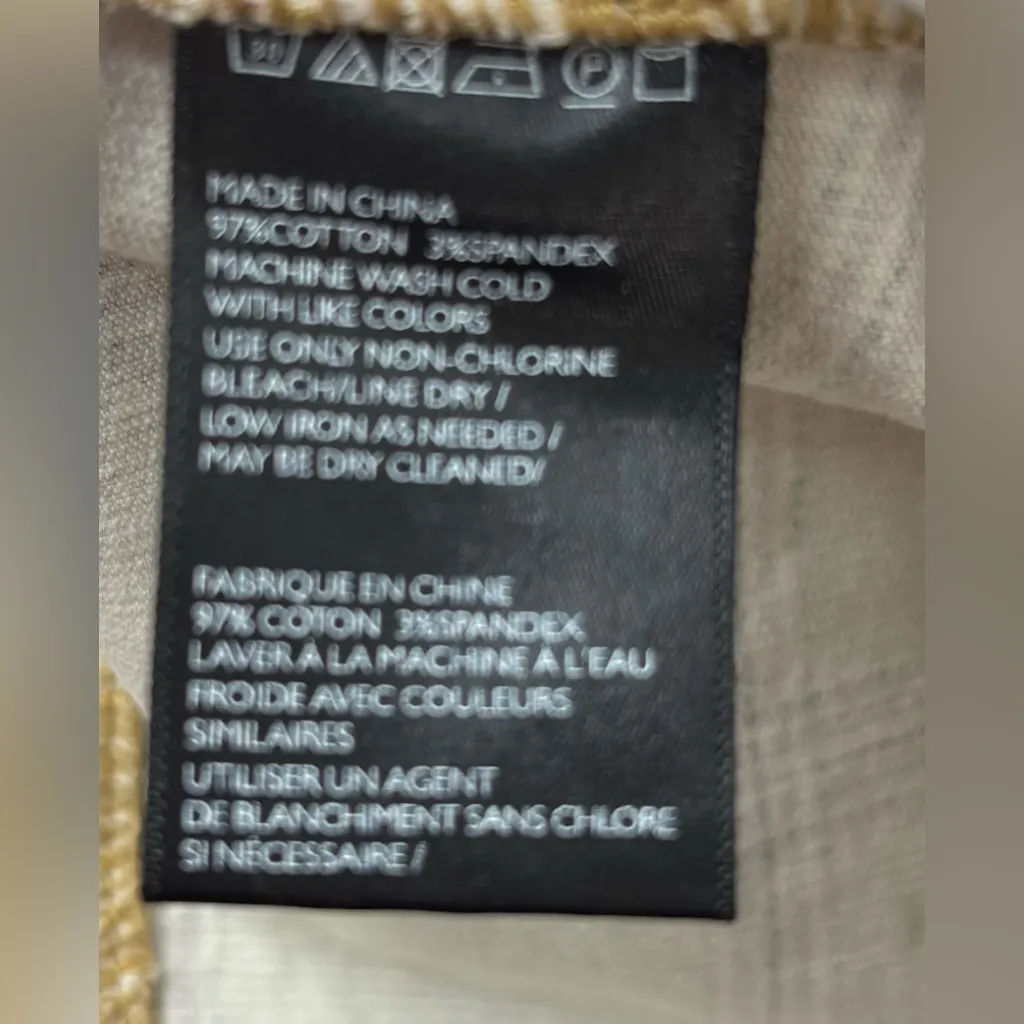 30
F
MADE IN CHINA
97%COTTON 3%SPANDEX
MACHINE WASH COLD
WITH LIKE COLORS
USE ONLY NON-CHLORINE
BLEACH/LINE DRY /
LOW IRON AS NEEDED /
MAY BE DRY CLEANED/
FABRIQUE EN CHINE
97% COTON 3%SPANDEX
LAVER À LA MACHINE À L'EAU
FROIDE AVEC COULEURS
SIMILAIRES
UTILISER UN AGENT
DE BLANCHIMENT SANS CHLORE
SI NÉCESSAIRE /